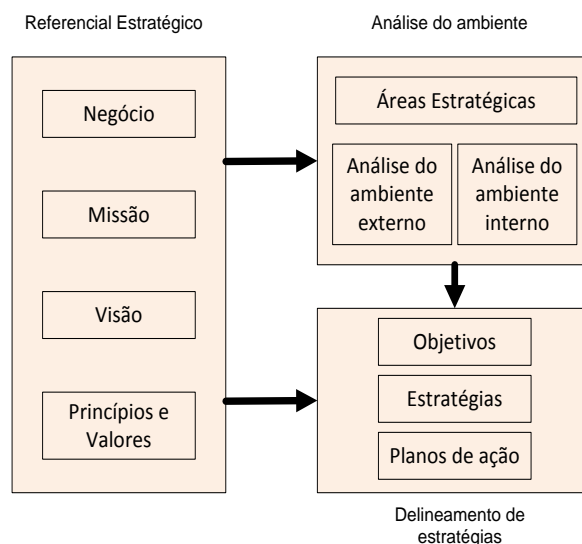 Referencial Estratégico
Negócio
Missão
Visão
Princípios e
Valores
Análise do ambiente
Áreas Estratégicas
Análise do
ambiente
externo
Análise do
ambiente
interno
Objetivos
Estratégias
Planos de ação
Delineamento de
estratégias